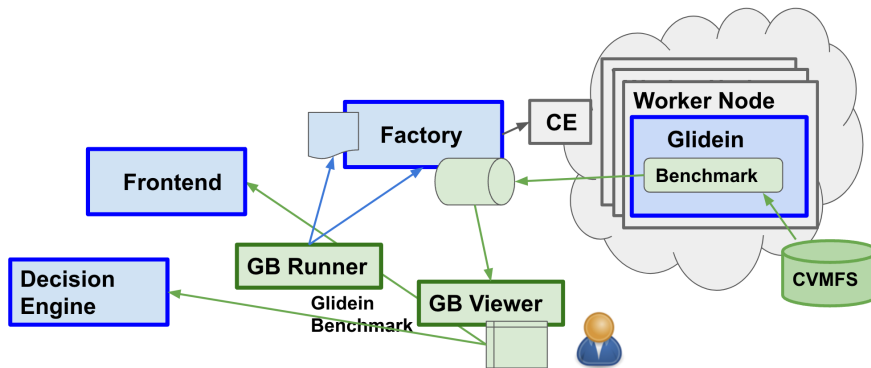 Worker Node
Factory
CE
Glidein
Benchmark
Frontend
GB Runner
CVMFS
Decision
Engine
Glidein
Benchmark
GB Viewer